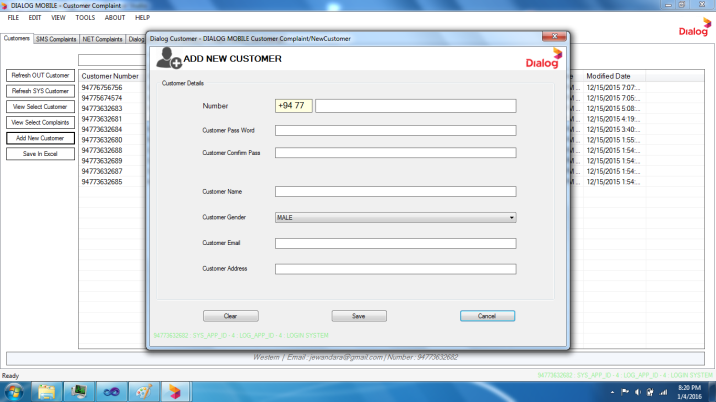 DIALOG MOBILE - Customer Complaint
FILE EDIT VIEW TOOLS ABOUT HELP
Dialog
Customers SMS Complaints NET Complaints Dialog
Refresh OUT Customer
Refresh SYS Customer
View Select Customer
View Select Complaints
Add New Customer
Save In Excel
Customer Number
94776756756
94775674574
94773632683
94773632681
94773632684
94773632680
94773632688
94773632689
94773632687
94773632685
Dialog Customer - DIALOG MOBILE Customer Complaint/NewCustomer
ADD NEW CUSTOMER
Dialog
Customer Details
Number +94 77
Customer Pass Word
Customer Confirm Pass
Customer Name
Customer Gender MALE
Customer Email
Customer Address
Clear Save Cancel
94773632682 SYS_APP_ID - 4 : LOG_APP_ID - 4 : LOGIN SYSTEM
Modified Date
12/15/2015 7:07:...
12/15/2015 7:05:...
12/15/2015 5:08:...
12/15/2015 4:19:...
12/15/2015 3:40:...
12/15/2015 1:55:...
12/15/2015 1:54:...
12/15/2015 1:54:...
12/15/2015 1:54:...
12/15/2015 1:54:...
Western | Email : jewandara@gmail.com | Number : 94773632682
Ready
94773632682 SYS_APP_ID - 4 : LOG_APP_ID - 4 : LOGIN SYSTEM
8:20 PM
1/4/2016